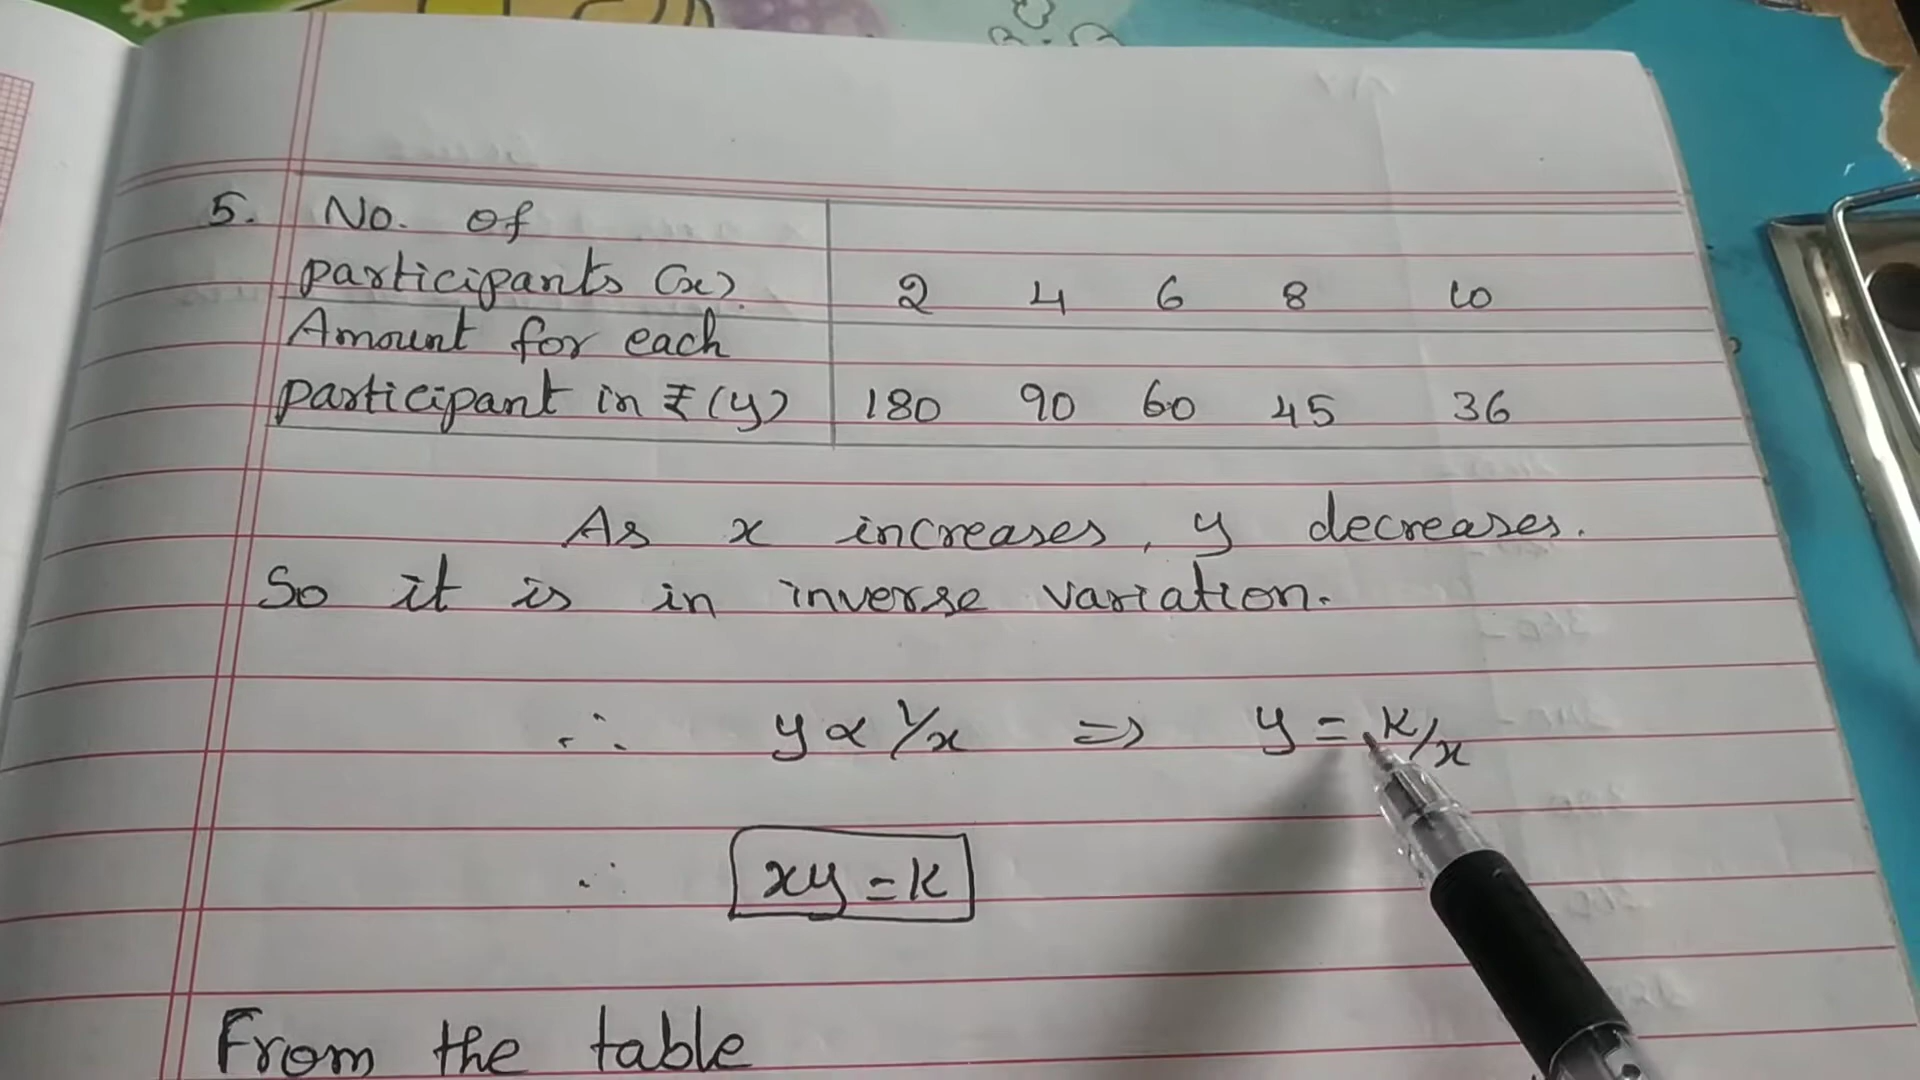 5. No. of
participants (x). 2 4 6 8 10
Amount for each
participant in ₹ (y) 180 90 60 45 36
As x increases, y decreases.
So it is in inverse variation.
∴ y ∝ 1/x ⇒ y = k/x
∴ xy = k
From the table